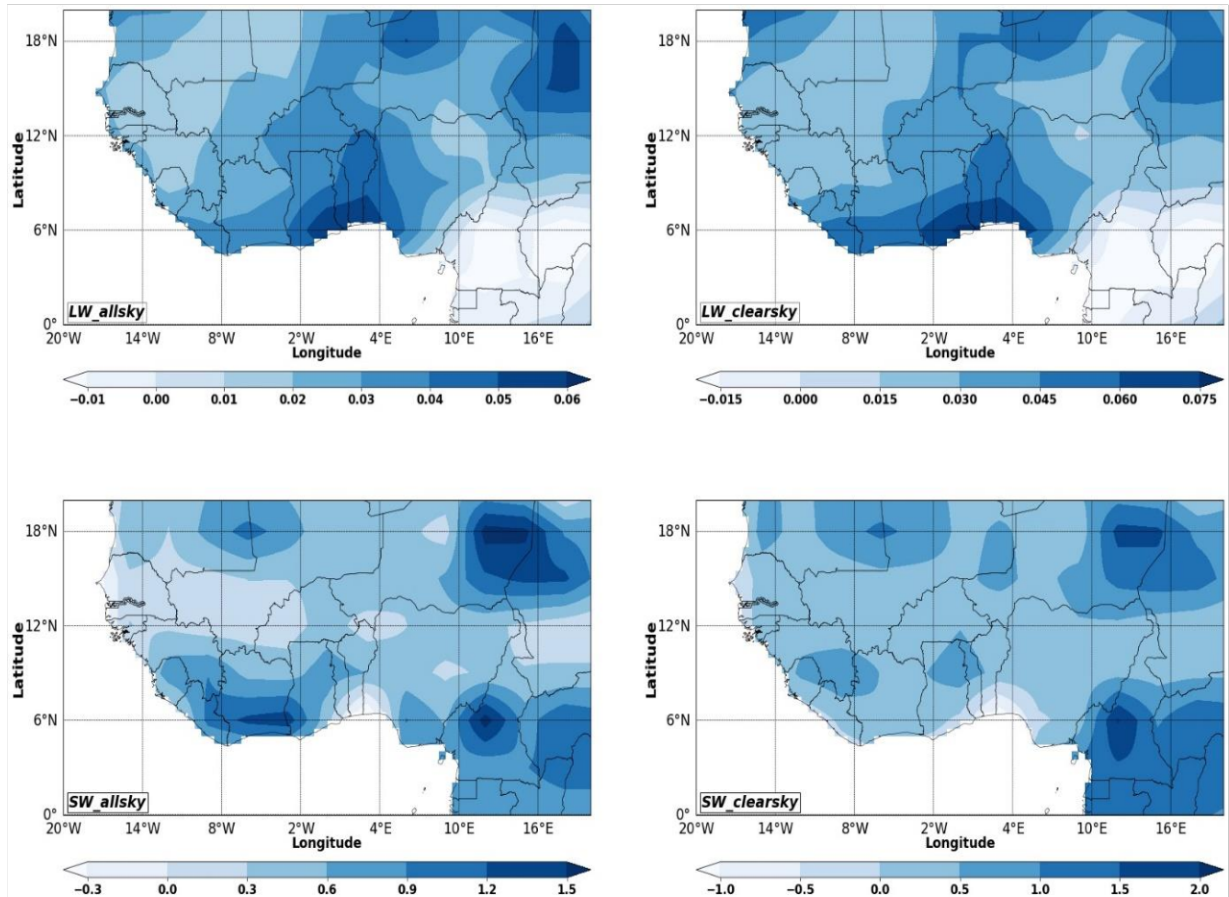 18°N
12°N
6°N
0°
Latitude
LW_allsky
20°W 14°W 8°W 2°W 4°E 10°E 16°E
Longitude
−0.01 0.00 0.01 0.02 0.03 0.04 0.05 0.06
18°N
12°N
6°N
0°
Latitude
LW_clearsky
20°W 14°W 8°W 2°W 4°E 10°E 16°E
Longitude
−0.015 0.000 0.015 0.030 0.045 0.060 0.075
18°N
12°N
6°N
0°
Latitude
SW_allsky
20°W 14°W 8°W 2°W 4°E 10°E 16°E
Longitude
−0.3 0.0 0.3 0.6 0.9 1.2 1.5
18°N
12°N
6°N
0°
Latitude
SW_clearsky
20°W 14°W 8°W 2°W 4°E 10°E 16°E
Longitude
−1.0 −0.5 0.0 0.5 1.0 1.5 2.0